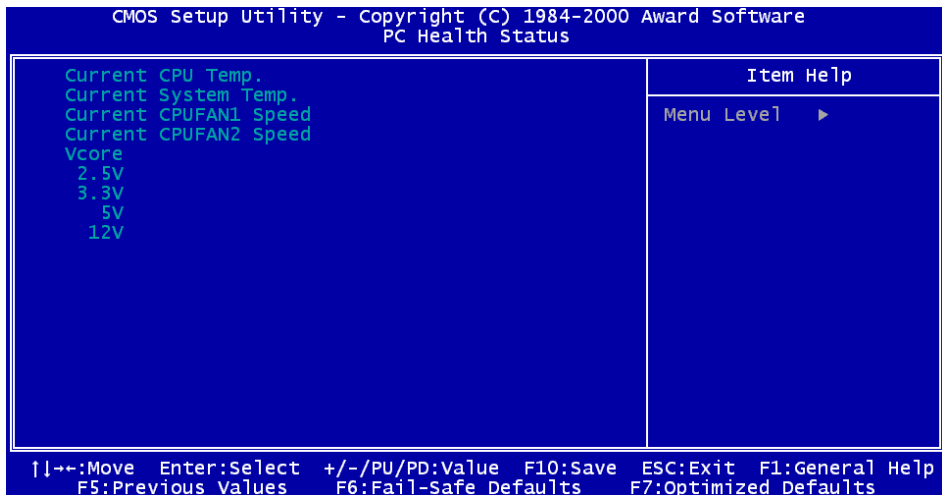 CMOS Setup Utility - Copyright (C) 1984-2000 Award Software
PC Health Status
Current CPU Temp.
Current System Temp.
Current CPUFAN1 Speed
Current CPUFAN2 Speed
Vcore
2.5V
3.3V
5V
12V
Item Help
Menu Level ►
↑↓→←:Move Enter:Select +/-/PU/PD:Value F10:Save ESC:Exit F1:General Help
F5:Previous Values F6:Fail-Safe Defaults F7:Optimized Defaults